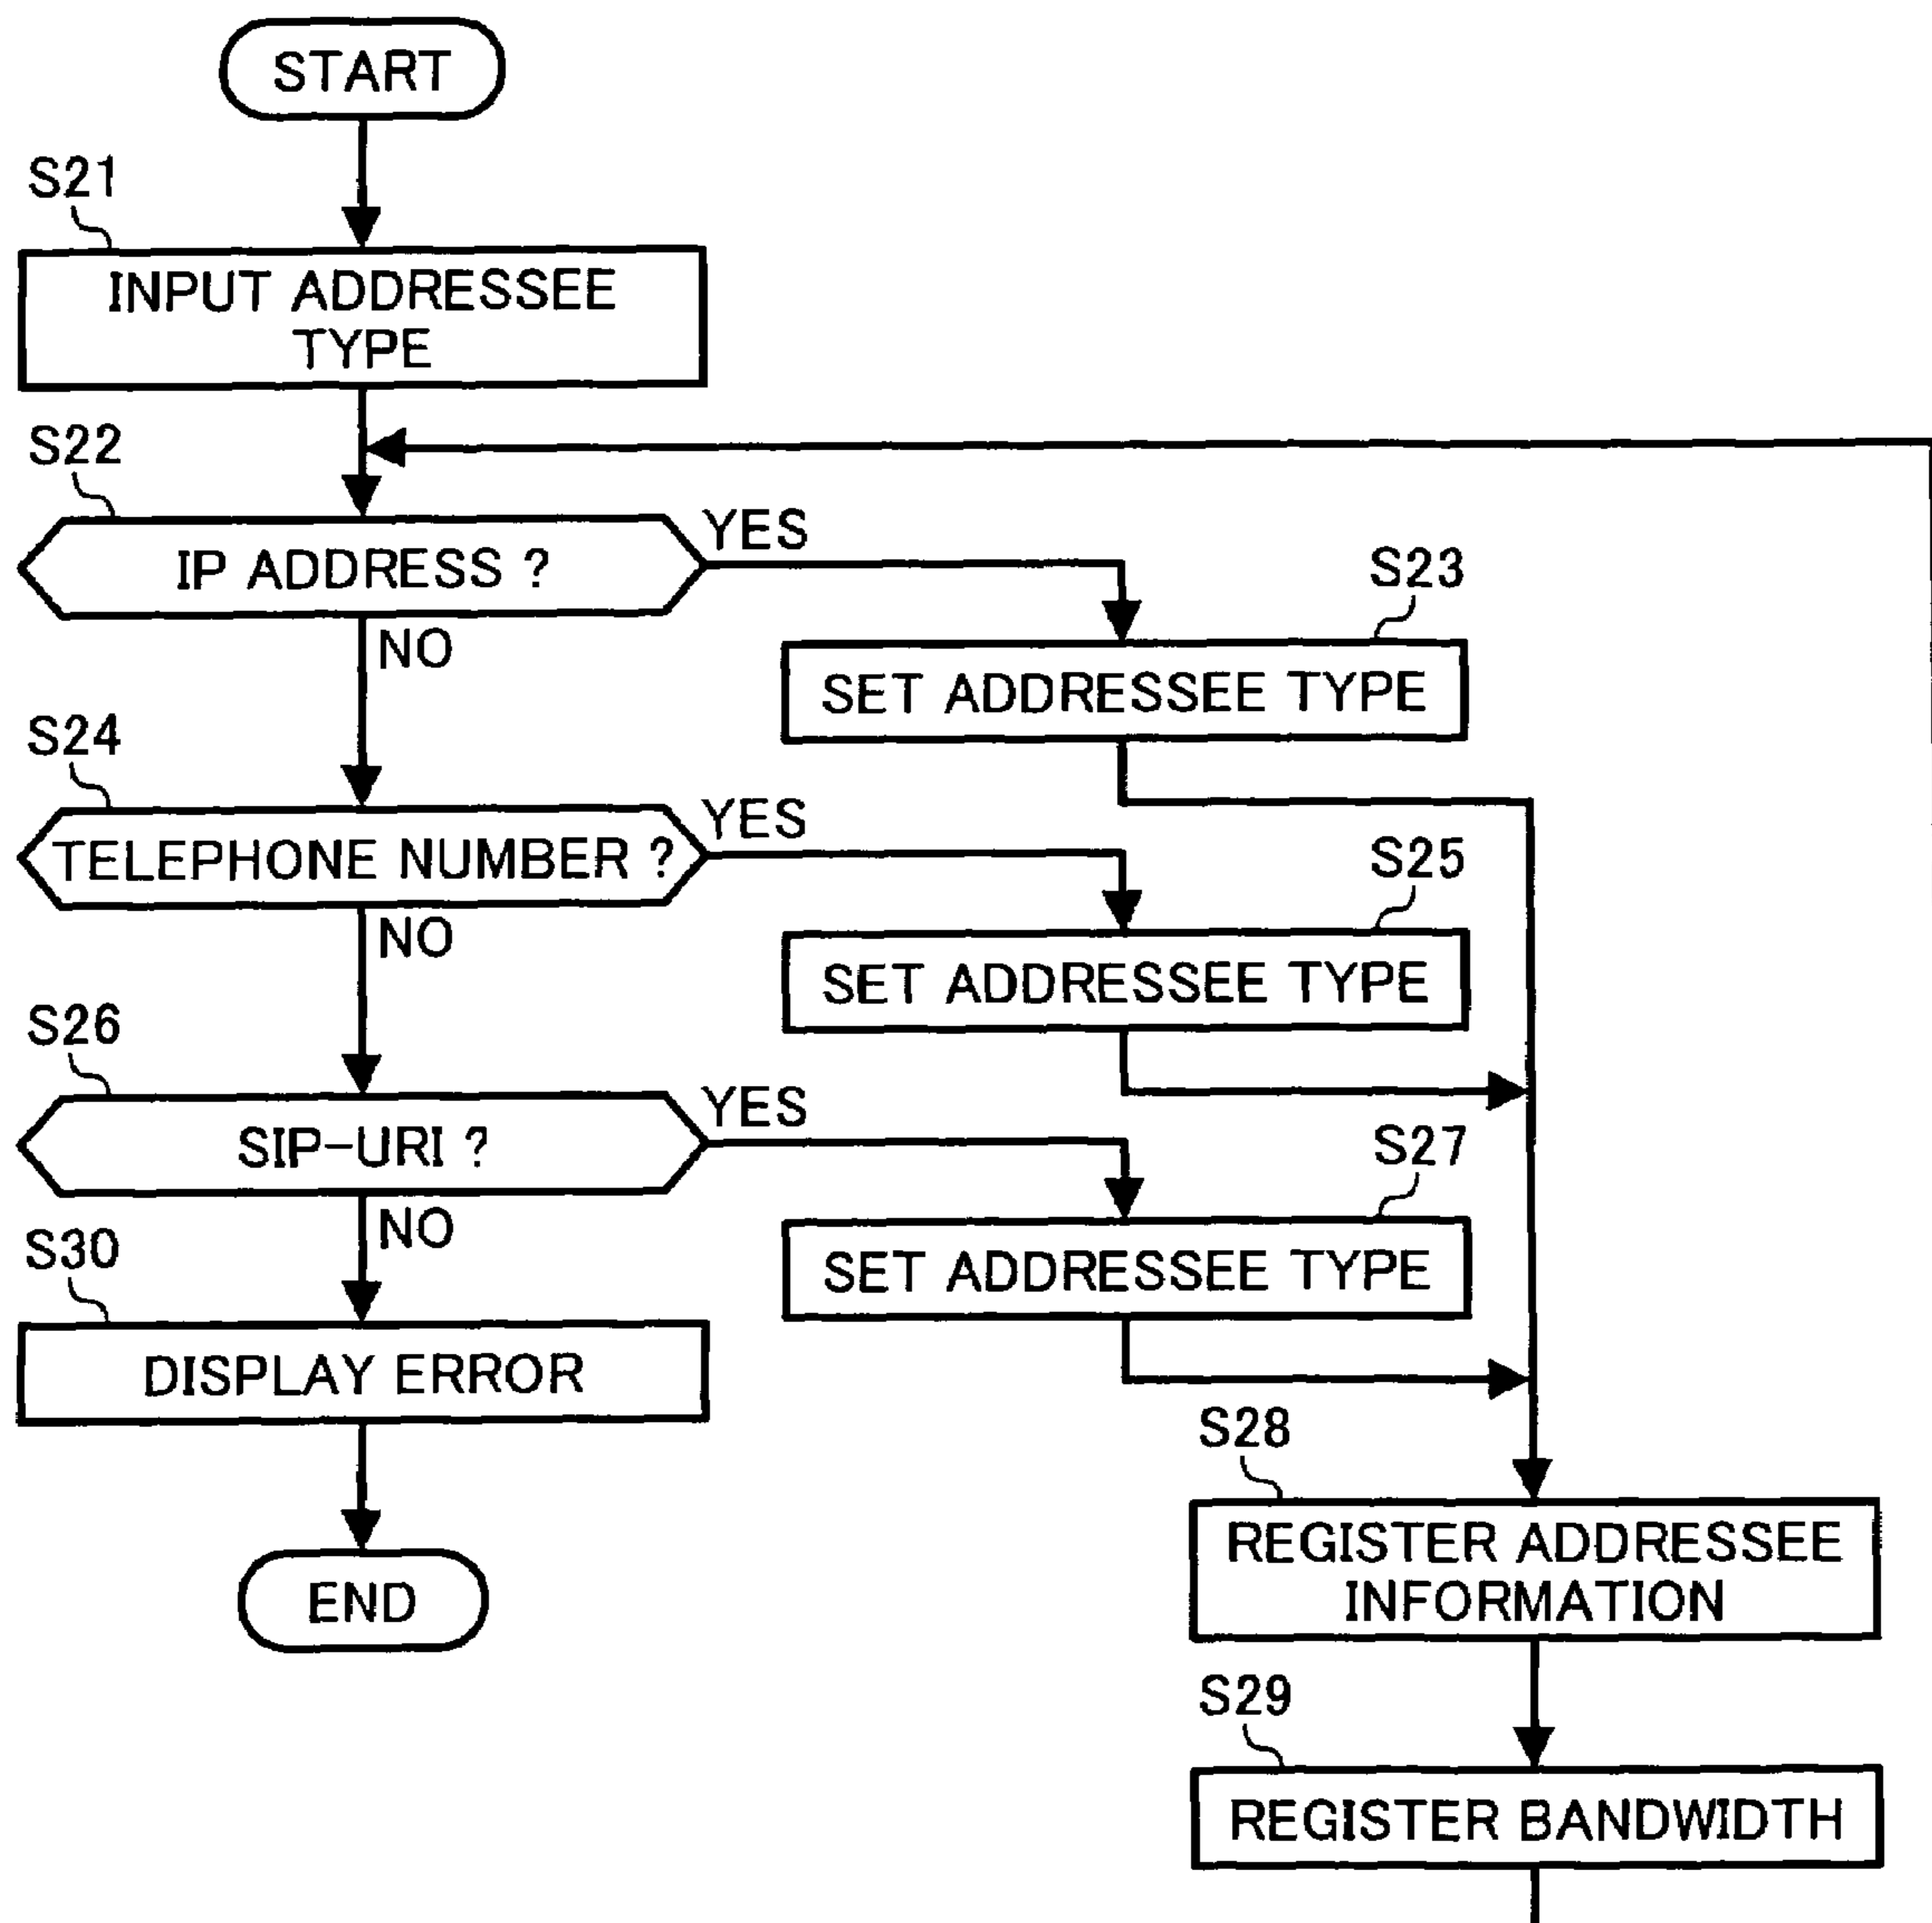 START
S21
INPUT ADDRESSEE
TYPE
S22
IP ADDRESS ?
YES
NO
S23
SET ADDRESSEE TYPE
S24
TELEPHONE NUMBER ?
YES
NO
S25
SET ADDRESSEE TYPE
S26
SIP-URI ?
YES
NO
S27
SET ADDRESSEE TYPE
S30
DISPLAY ERROR
END
S28
REGISTER ADDRESSEE
INFORMATION
S29
REGISTER BANDWIDTH